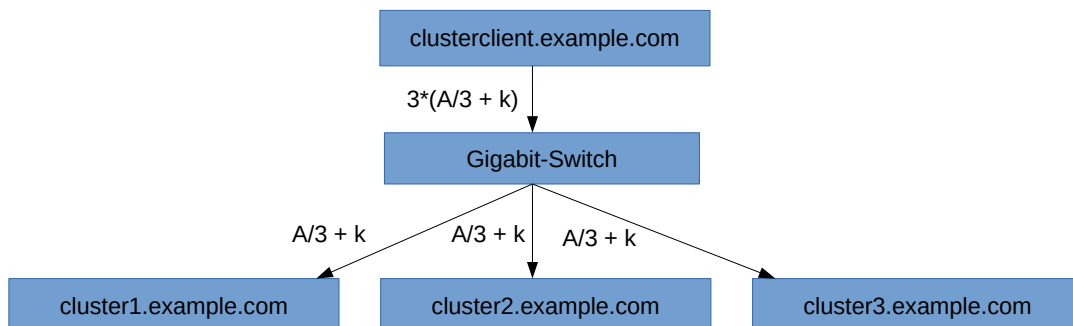 clusterclient.example.com
3*(A/3 + k)
Gigabit-Switch
A/3 + k
A/3 + k
A/3 + k
cluster1.example.com
cluster2.example.com
cluster3.example.com